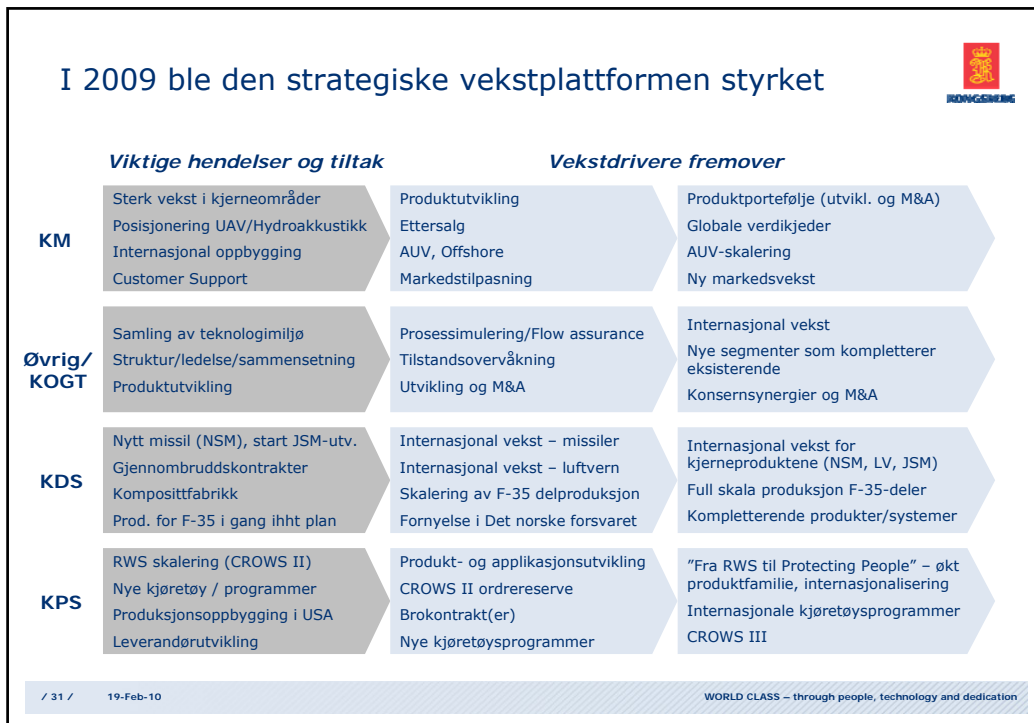 I 2009 ble den strategiske vekstplattformen styrket
KONGSBERG
Viktige hendelser og tiltak
Vekstdrivere fremover
KM
Sterk vekst i kjerneområder
Posisjonering UAV/Hydroakkustikk
Internasjonal oppbygging
Customer Support
Produktutvikling
Ettersalg
AUV, Offshore
Markedstilpasning
Produktportefølje (utvikl. og M&A)
Globale verdikjeder
AUV-skalering
Ny markedsvekst
Øvrig/
KOGT
Samling av teknologimiljø
Struktur/ledelse/sammensetning
Produktutvikling
Prosessimulering/Flow assurance
Tilstandsovervåkning
Utvikling og M&A
Internasjonal vekst
Nye segmenter som kompletterer
eksisterende
Konsernsynergier og M&A
KDS
Nytt missil (NSM), start JSM-utv.
Gjennombruddskontrakter
Komposittfabrikk
Prod. for F-35 i gang ihht plan
Internasjonal vekst – missiler
Internasjonal vekst – luftvern
Skalering av F-35 delproduksjon
Fornyelse i Det norske forsvaret
Internasjonal vekst for
kjerneproduktene (NSM, LV, JSM)
Full skala produksjon F-35-deler
Kompletterende produkter/systemer
KPS
RWS skalering (CROWS II)
Nye kjøretøy / programmer
Produksjonsoppbygging i USA
Leverandørutvikling
Produkt- og applikasjonsutvikling
CROWS II ordrereserve
Brokontrakt(er)
Nye kjøretøysprogrammer
”Fra RWS til Protecting People” – økt
produktfamilie, internasjonalisering
Internasjonale kjøretøysprogrammer
CROWS III
/ 31 / 19-Feb-10
WORLD CLASS – through people, technology and dedication